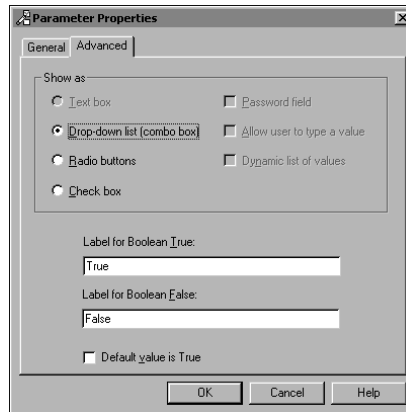 Parameter Properties
General Advanced
Show as
Text box
Password field
Drop-down list (combo box)
Allow user to type a value
Radio buttons
Dynamic list of values
Check box
Label for Boolean True:
True
Label for Boolean False:
False
Default value is True
OK Cancel Help